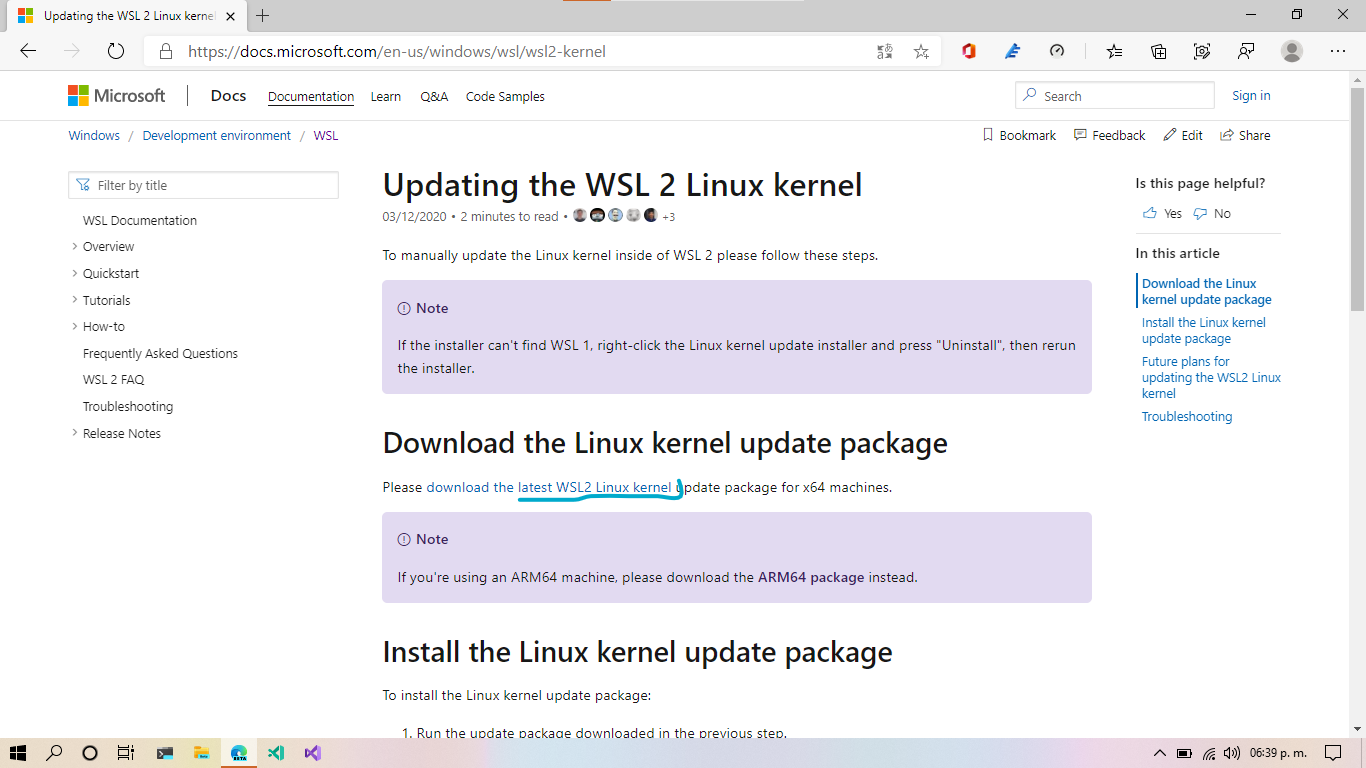 Updating the WSL 2 Linux kernel
https://docs.microsoft.com/en-us/windows/wsl/wsl2-kernel
Microsoft Docs Documentation Learn Q&A Code Samples Search Sign in
Windows / Development environment / WSL
Bookmark Feedback Edit Share
Filter by title
WSL Documentation
Overview
Quickstart
Tutorials
How-to
Frequently Asked Questions
WSL 2 FAQ
Troubleshooting
Release Notes
Updating the WSL 2 Linux kernel
03/12/2020 • 2 minutes to read • +3
To manually update the Linux kernel inside of WSL 2 please follow these steps.
Note
If the installer can't find WSL 1, right-click the Linux kernel update installer and press "Uninstall", then rerun
the installer.
Download the Linux kernel update package
Please download the latest WSL2 Linux kernel update package for x64 machines.
Note
If you're using an ARM64 machine, please download the ARM64 package instead.
Install the Linux kernel update package
To install the Linux kernel update package:
1. Run the update package downloaded in the previous step.
Is this page helpful?
Yes No
In this article
Download the Linux
kernel update package
Install the Linux kernel
update package
Future plans for
updating the WSL2 Linux
kernel
Troubleshooting
BETA
06:39 p. m.